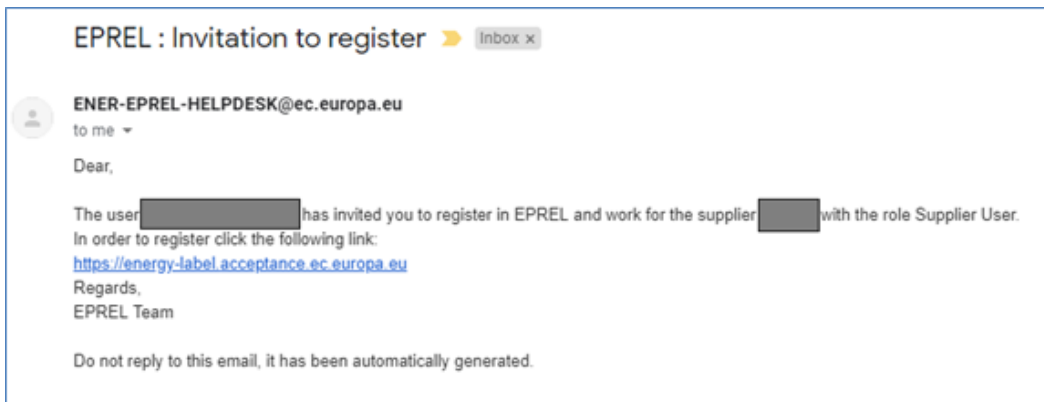 EPREL : Invitation to register Inbox x
ENER-EPREL-HELPDESK@ec.europa.eu
to me
Dear,
The user has invited you to register in EPREL and work for the supplier with the role Supplier User.
In order to register click the following link:
https://energy-label.acceptance.ec.europa.eu
Regards,
EPREL Team
Do not reply to this email, it has been automatically generated.